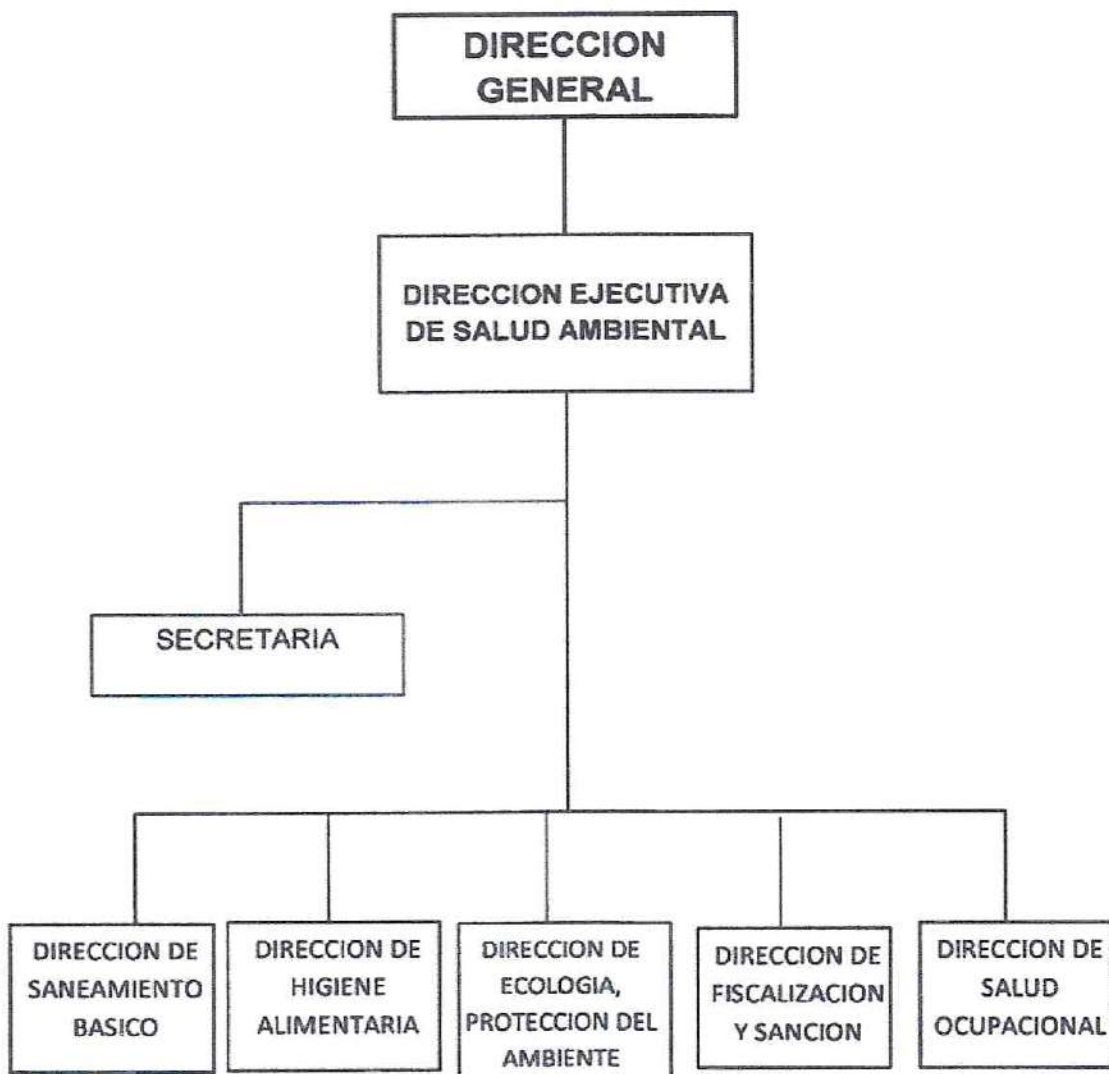 DIRECCION
GENERAL
DIRECCION EJECUTIVA
DE SALUD AMBIENTAL
SECRETARIA
DIRECCION DE
SANEAMIENTO
BASICO
DIRECCION DE
HIGIENE
ALIMENTARIA
DIRECCION DE
ECOLOGIA,
PROTECCION DEL
AMBIENTE
DIRECCION DE
FISCALIZACION
Y SANCION
DIRECCION DE
SALUD
OCUPACIONAL